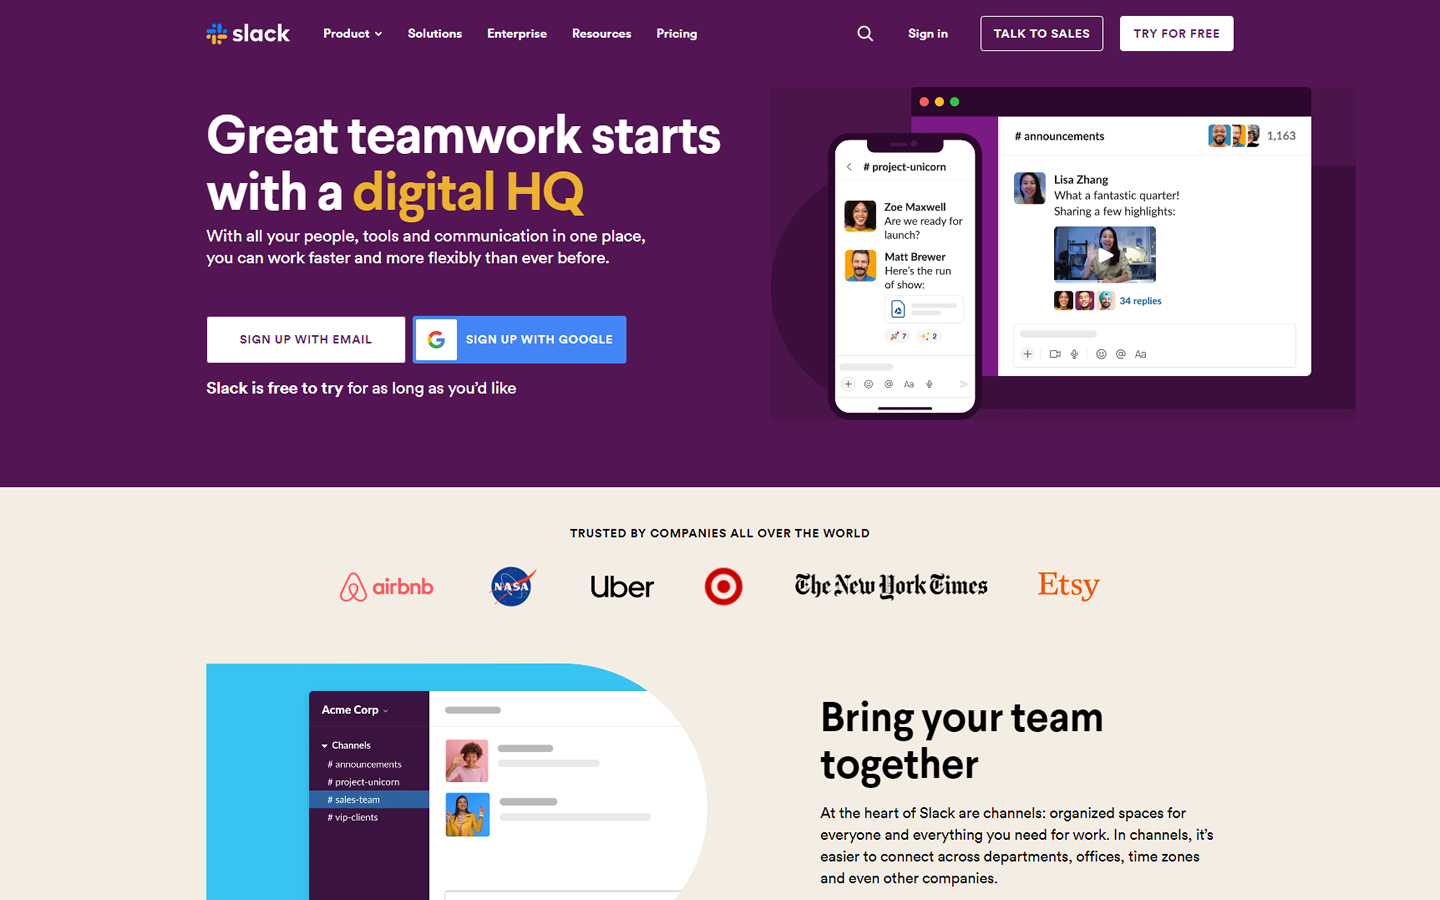 slack
Product
Solutions
Enterprise
Resources
Pricing
Sign in
TALK TO SALES
TRY FOR FREE
Great teamwork starts
with a digital HQ
With all your people, tools and communication in one place,
you can work faster and more flexibly than ever before.
SIGN UP WITH EMAIL
G
SIGN UP WITH GOOGLE
Slack is free to try for as long as you'd like
# project-unicorn
Zoe Maxwell
Are we ready for
launch?
Matt Brewer
Here's the run
of show:
7
2
@
Aa
# announcements
1,163
Lisa Zhang
What a fantastic quarter!
Sharing a few highlights:
34 replies
@
Aa
TRUSTED BY COMPANIES ALL OVER THE WORLD
airbnb
NASA
Uber
The New York Times
Etsy
Acme Corp
Channels
# announcements
# project-unicorn
# sales-team
# vip-clients
Bring your team
together
At the heart of Slack are channels: organized spaces for
everyone and everything you need for work. In channels, it's
easier to connect across departments, offices, time zones
and even other companies.